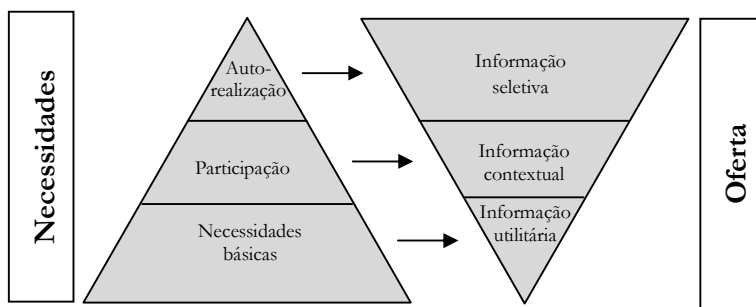 Necessidades
Auto-
realização
Participação
Necessidades
básicas
Informação
seletiva
Informação
contextual
Informação
utilitária
Oferta